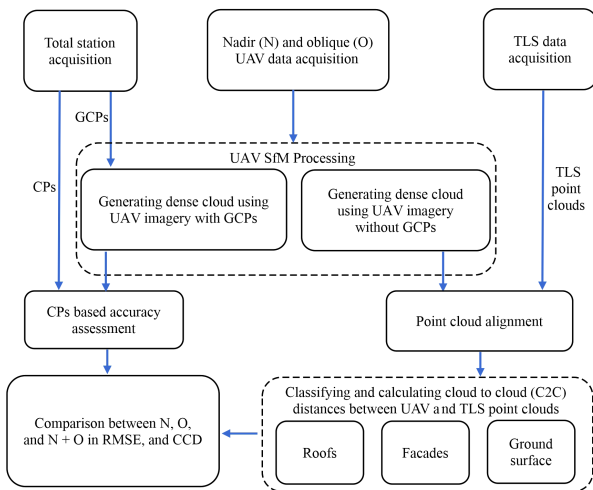 Total station
acquisition
Nadir (N) and oblique (O)
UAV data acquisition
TLS data
acquisition
GCPs
CPs
UAV SfM Processing
Generating dense cloud using
UAV imagery with GCPs
Generating dense cloud
using UAV imagery
without GCPs
TLS
point
clouds
CPs based accuracy
assessment
Point cloud alignment
Comparison between N, O,
and N + O in RMSE, and CCD
Classifying and calculating cloud to cloud (C2C)
distances between UAV and TLS point clouds
Roofs
Facades
Ground
surface